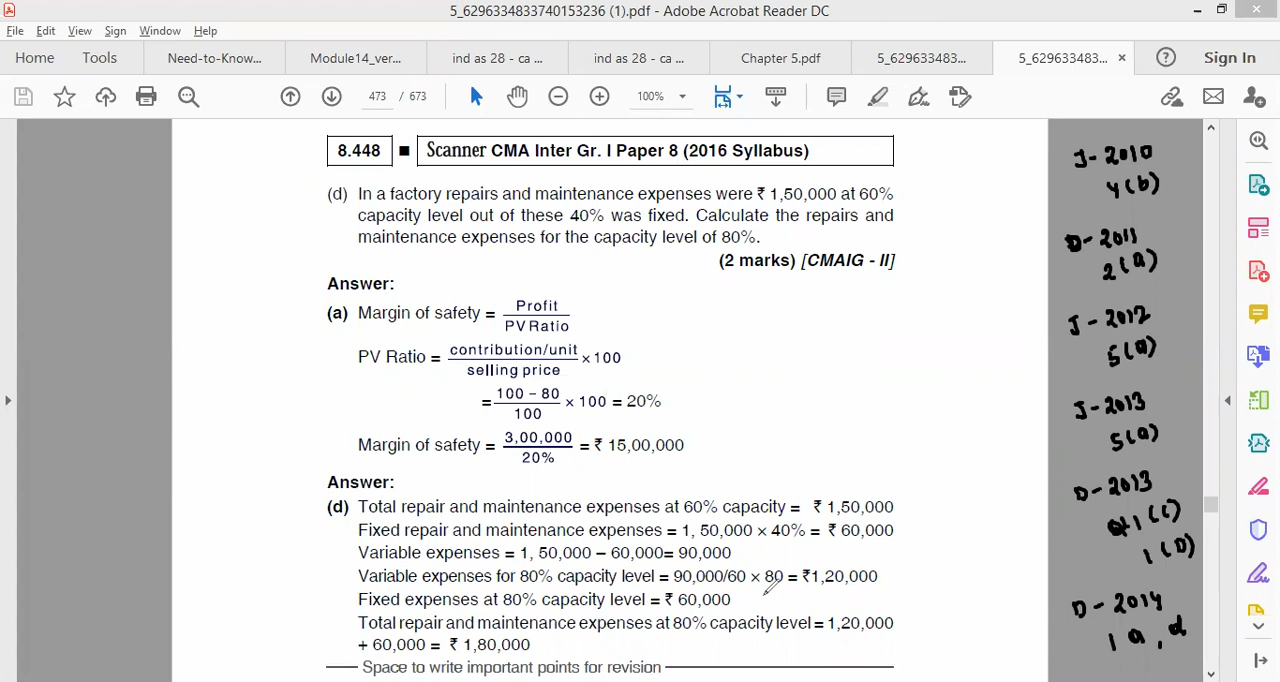 5_6296334833740153236 (1).pdf - Adobe Acrobat Reader DC
File Edit View Sign Window Help
Home Tools Need-to-Know... Module14_ver... ind as 28 - ca ... ind as 28 - ca ... Chapter 5.pdf 5_629633483... 5_629633483... × Sign In
473 / 673 100%
8.448 ■ Scanner CMA Inter Gr. I Paper 8 (2016 Syllabus)
(d) In a factory repairs and maintenance expenses were ₹ 1,50,000 at 60%
capacity level out of these 40% was fixed. Calculate the repairs and
maintenance expenses for the capacity level of 80%.
(2 marks) [CMAIG - II]
Answer:
(a) Margin of safety = Profit / PV Ratio
PV Ratio = contribution/unit / selling price × 100
= 100 – 80 / 100 × 100 = 20%
Margin of safety = 3,00,000 / 20% = ₹ 15,00,000
Answer:
(d) Total repair and maintenance expenses at 60% capacity = ₹ 1,50,000
Fixed repair and maintenance expenses = 1, 50,000 × 40% = ₹ 60,000
Variable expenses = 1, 50,000 – 60,000= 90,000
Variable expenses for 80% capacity level = 90,000/60 × 80 = ₹1,20,000
Fixed expenses at 80% capacity level = ₹ 60,000
Total repair and maintenance expenses at 80% capacity level = 1,20,000
+ 60,000 = ₹ 1,80,000
Space to write important points for revision
J-2010
4(b)
D-2011
2(a)
J-2012
5(a)
J-2013
5(a)
D-2013
1(c)
1(D)
D-2014
1 a, d